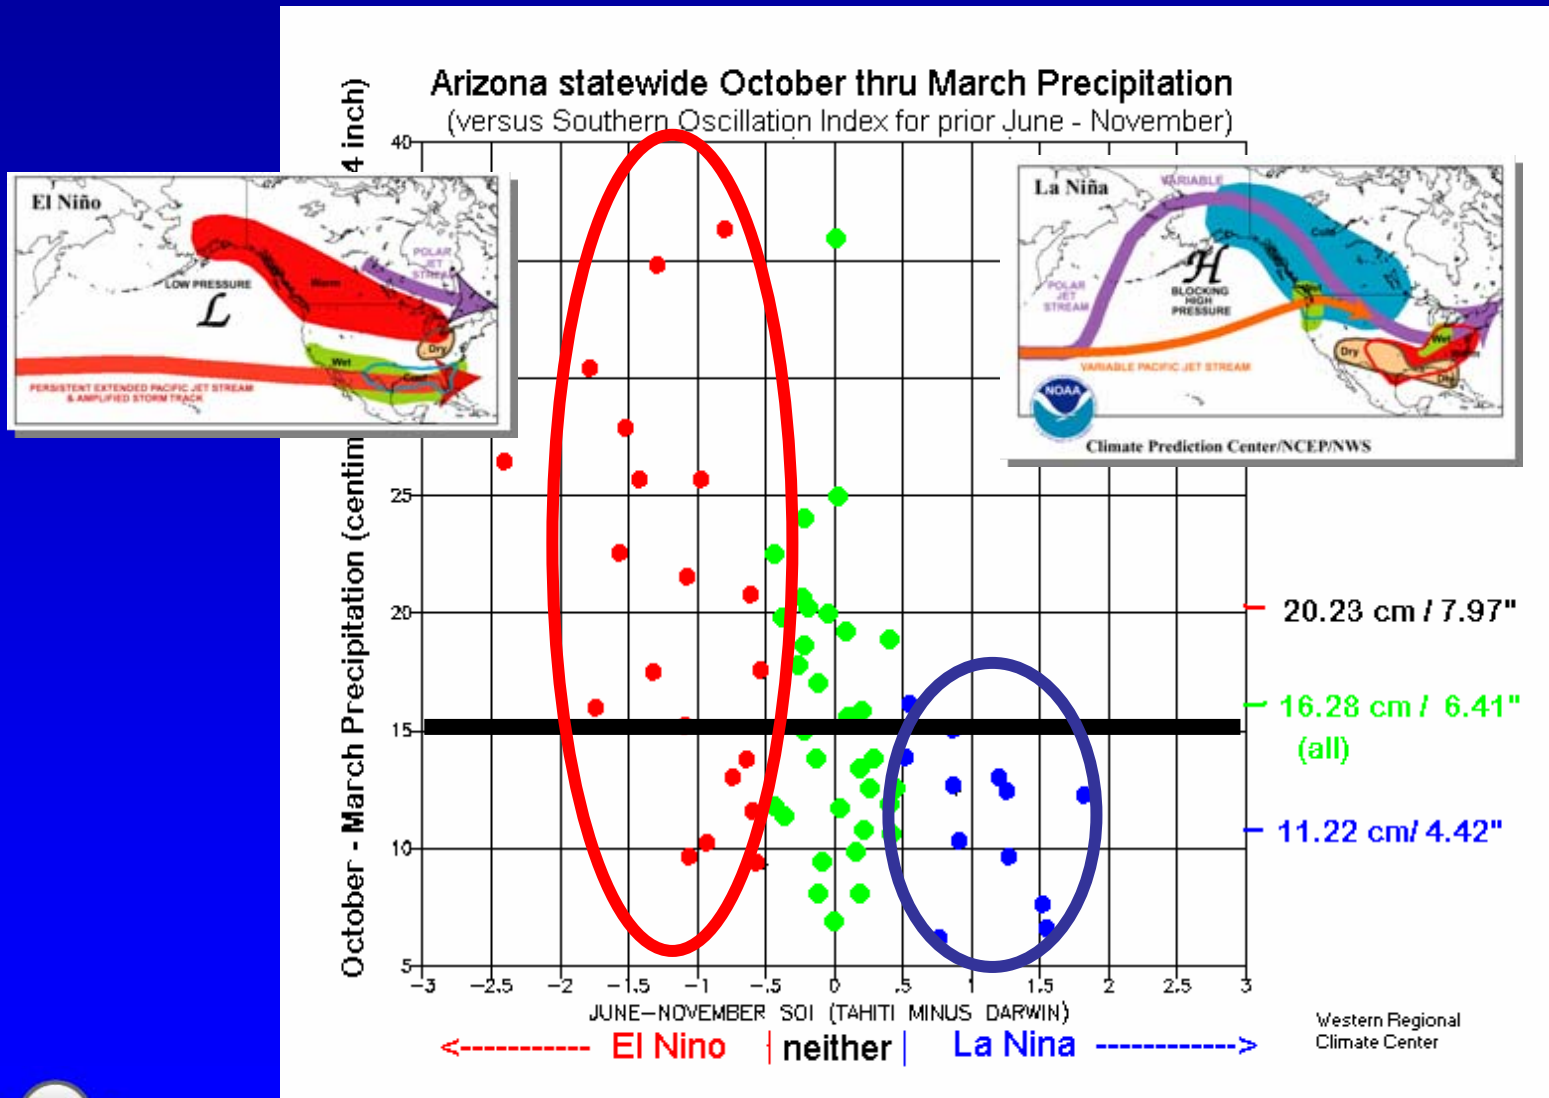 Arizona statewide October thru March Precipitation
(versus Southern Oscillation Index for prior June - November)
October - March Precipitation (centim
4 inch)
40
25
20
15
10
5
-3 -2.5 -2 -1.5 -1 -.5 0 .5 1 1.5 2 2.5 3
JUNE-NOVEMBER SOI (TAHITI MINUS DARWIN)
<----------- El Nino | neither | La Nina ------------>
El Niño
POLAR
JET
LOW PRESSURE
L
Warm
Dry
Wet
Cool
PERSISTENT EXTENDED PACIFIC JET STREAM
& AMPLIFIED STORM TRACK
La Niña
VARIABLE
Cold
H
BLOCKING
HIGH
PRESSURE
POLAR
JET
STREAM
Wet
Dry
Wet
Dry
VARIABLE PACIFIC JET STREAM
NOAA
Climate Prediction Center/NCEP/NWS
20.23 cm / 7.97"
16.28 cm / 6.41"
(all)
11.22 cm/ 4.42"
Western Regional
Climate Center